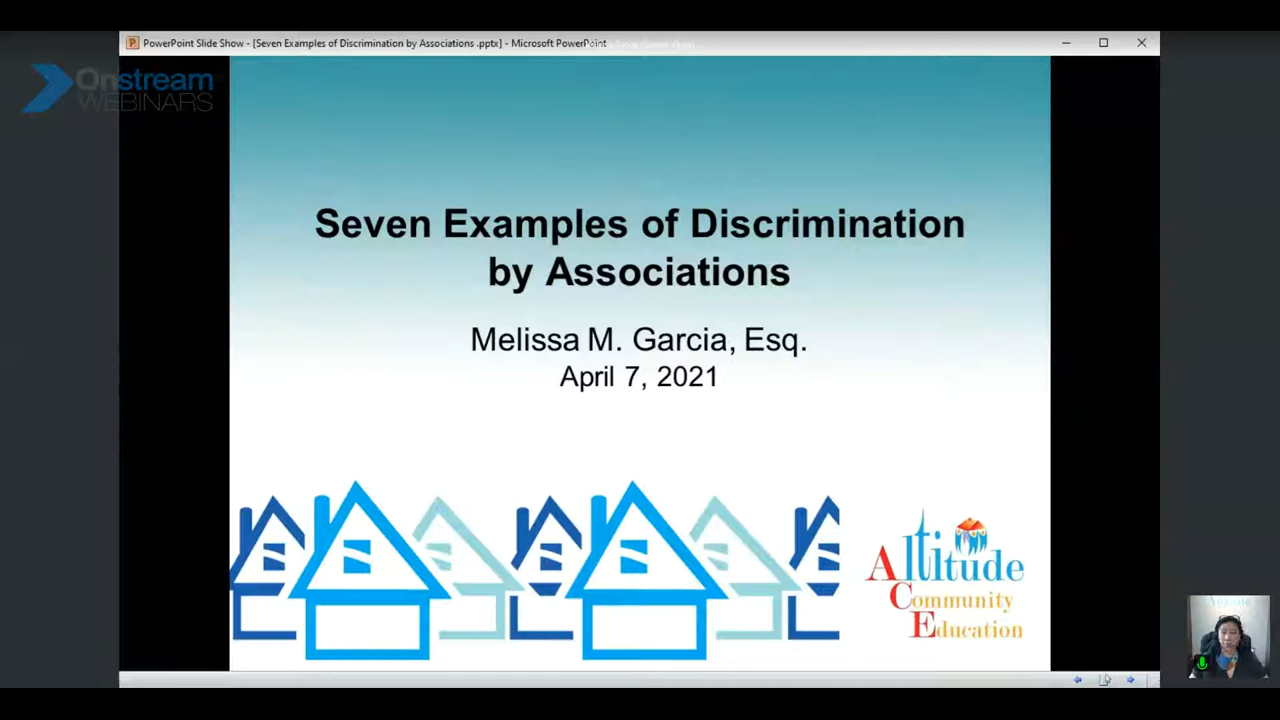 PowerPoint Slide Show - [Seven Examples of Discrimination by Associations .pptx] - Microsoft PowerPoint
Onstream
WEBINARS
Seven Examples of Discrimination
by Associations
Melissa M. Garcia, Esq.
April 7, 2021
Altitude
Community
Education